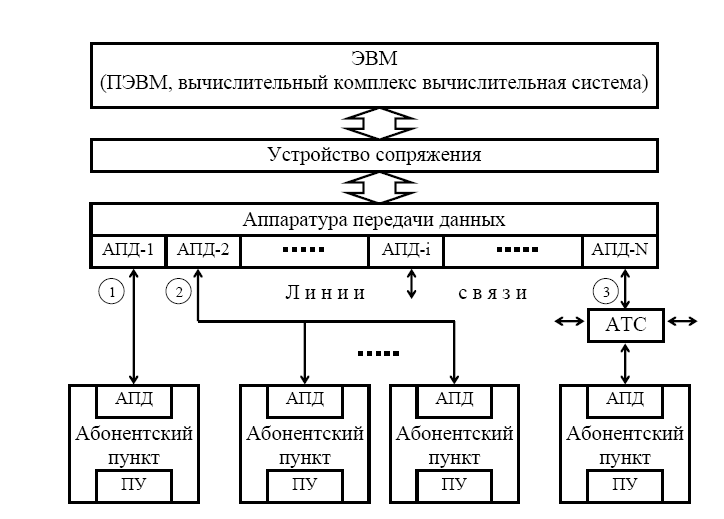 ЭВМ
(ПЭВМ, вычислительный комплекс вычислительная система)
Устройство сопряжения
Аппаратура передачи данных
АПД-1 АПД-2 АПД-i АПД-N
1 2 Линии связи 3
АТС
АПД АПД АПД АПД
Абонентский Абонентский Абонентский Абонентский
пункт пункт пункт пункт
ПУ ПУ ПУ ПУ